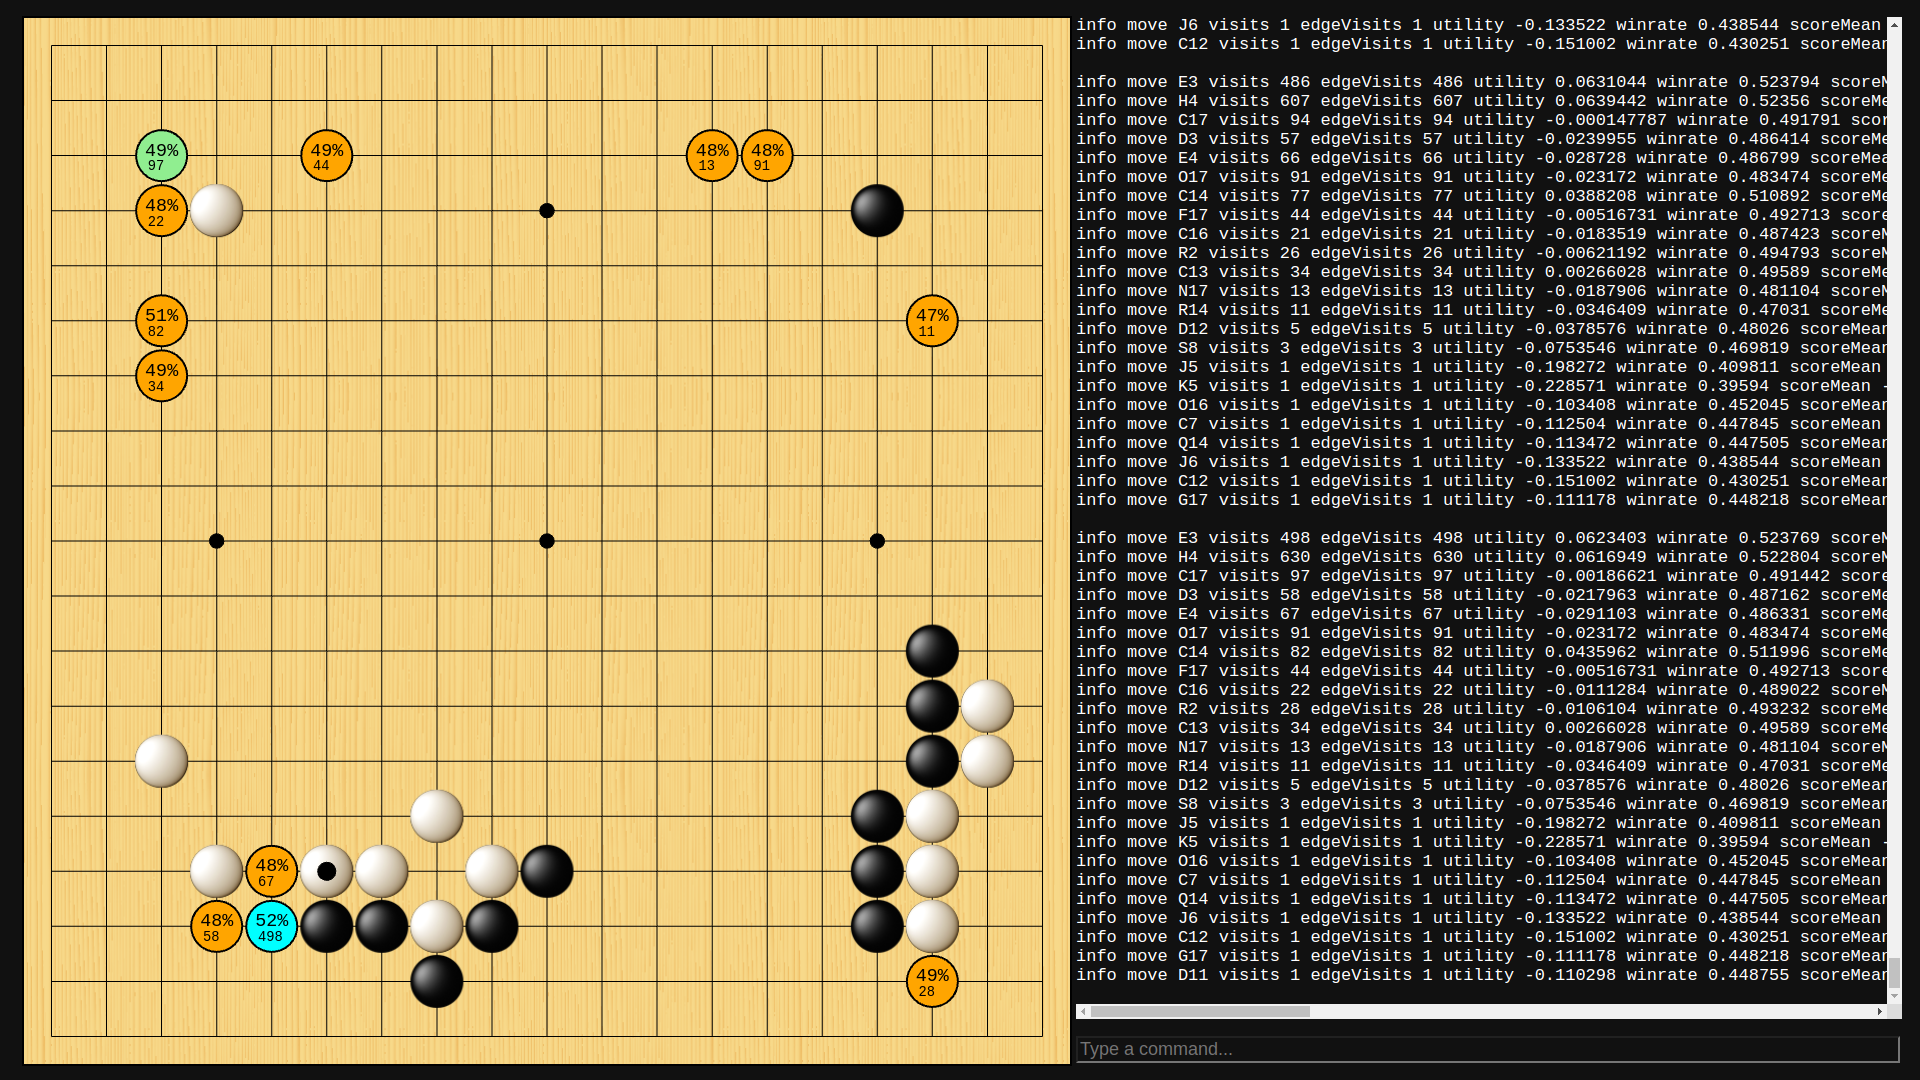 49%
97
49%
44
48%
13
48%
91
48%
22
51%
82
47%
11
49%
34
48%
67
48%
58
52%
498
49%
28
info move J6 visits 1 edgeVisits 1 utility -0.133522 winrate 0.438544 scoreMean
info move C12 visits 1 edgeVisits 1 utility -0.151002 winrate 0.430251 scoreMean
info move E3 visits 486 edgeVisits 486 utility 0.0631044 winrate 0.523794 scoreM
info move H4 visits 607 edgeVisits 607 utility 0.0639442 winrate 0.52356 scoreMe
info move C17 visits 94 edgeVisits 94 utility -0.000147787 winrate 0.491791 scor
info move D3 visits 57 edgeVisits 57 utility -0.0239955 winrate 0.486414 scoreMe
info move E4 visits 66 edgeVisits 66 utility -0.028728 winrate 0.486799 scoreMea
info move O17 visits 91 edgeVisits 91 utility -0.023172 winrate 0.483474 scoreMe
info move C14 visits 77 edgeVisits 77 utility 0.0388208 winrate 0.510892 scoreMe
info move F17 visits 44 edgeVisits 44 utility -0.00516731 winrate 0.492713 score
info move C16 visits 21 edgeVisits 21 utility -0.0183519 winrate 0.487423 scoreM
info move R2 visits 26 edgeVisits 26 utility -0.00621192 winrate 0.494793 scoreM
info move C13 visits 34 edgeVisits 34 utility 0.00266028 winrate 0.49589 scoreMe
info move N17 visits 13 edgeVisits 13 utility -0.0187906 winrate 0.481104 scoreM
info move R14 visits 11 edgeVisits 11 utility -0.0346409 winrate 0.47031 scoreMe
info move D12 visits 5 edgeVisits 5 utility -0.0378576 winrate 0.48026 scoreMean
info move S8 visits 3 edgeVisits 3 utility -0.0753546 winrate 0.469819 scoreMean
info move J5 visits 1 edgeVisits 1 utility -0.198272 winrate 0.409811 scoreMean
info move K5 visits 1 edgeVisits 1 utility -0.228571 winrate 0.39594 scoreMean -
info move O16 visits 1 edgeVisits 1 utility -0.103408 winrate 0.452045 scoreMean
info move C7 visits 1 edgeVisits 1 utility -0.112504 winrate 0.447845 scoreMean
info move Q14 visits 1 edgeVisits 1 utility -0.113472 winrate 0.447505 scoreMean
info move J6 visits 1 edgeVisits 1 utility -0.133522 winrate 0.438544 scoreMean
info move C12 visits 1 edgeVisits 1 utility -0.151002 winrate 0.430251 scoreMean
info move G17 visits 1 edgeVisits 1 utility -0.111178 winrate 0.448218 scoreMean
info move E3 visits 498 edgeVisits 498 utility 0.0623403 winrate 0.523769 scoreM
info move H4 visits 630 edgeVisits 630 utility 0.0616949 winrate 0.522804 scoreM
info move C17 visits 97 edgeVisits 97 utility -0.00186621 winrate 0.491442 score
info move D3 visits 58 edgeVisits 58 utility -0.0217963 winrate 0.487162 scoreMe
info move E4 visits 67 edgeVisits 67 utility -0.0291103 winrate 0.486331 scoreMe
info move O17 visits 91 edgeVisits 91 utility -0.023172 winrate 0.483474 scoreMe
info move C14 visits 82 edgeVisits 82 utility 0.0435962 winrate 0.511996 scoreMe
info move F17 visits 44 edgeVisits 44 utility -0.00516731 winrate 0.492713 score
info move C16 visits 22 edgeVisits 22 utility -0.0111284 winrate 0.489022 scoreM
info move R2 visits 28 edgeVisits 28 utility -0.0106104 winrate 0.493232 scoreMe
info move C13 visits 34 edgeVisits 34 utility 0.00266028 winrate 0.49589 scoreMe
info move N17 visits 13 edgeVisits 13 utility -0.0187906 winrate 0.481104 scoreM
info move R14 visits 11 edgeVisits 11 utility -0.0346409 winrate 0.47031 scoreMe
info move D12 visits 5 edgeVisits 5 utility -0.0378576 winrate 0.48026 scoreMean
info move S8 visits 3 edgeVisits 3 utility -0.0753546 winrate 0.469819 scoreMean
info move J5 visits 1 edgeVisits 1 utility -0.198272 winrate 0.409811 scoreMean
info move K5 visits 1 edgeVisits 1 utility -0.228571 winrate 0.39594 scoreMean -
info move O16 visits 1 edgeVisits 1 utility -0.103408 winrate 0.452045 scoreMean
info move C7 visits 1 edgeVisits 1 utility -0.112504 winrate 0.447845 scoreMean
info move Q14 visits 1 edgeVisits 1 utility -0.113472 winrate 0.447505 scoreMean
info move J6 visits 1 edgeVisits 1 utility -0.133522 winrate 0.438544 scoreMean
info move C12 visits 1 edgeVisits 1 utility -0.151002 winrate 0.430251 scoreMean
info move G17 visits 1 edgeVisits 1 utility -0.111178 winrate 0.448218 scoreMean
info move D11 visits 1 edgeVisits 1 utility -0.110298 winrate 0.448755 scoreMean
Type a command...